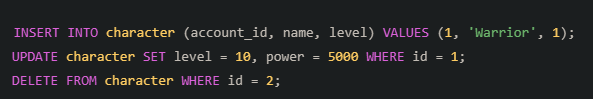 INSERT INTO character (account_id, name, level) VALUES (1, 'Warrior', 1);
UPDATE character SET level = 10, power = 5000 WHERE id = 1;
DELETE FROM character WHERE id = 2;